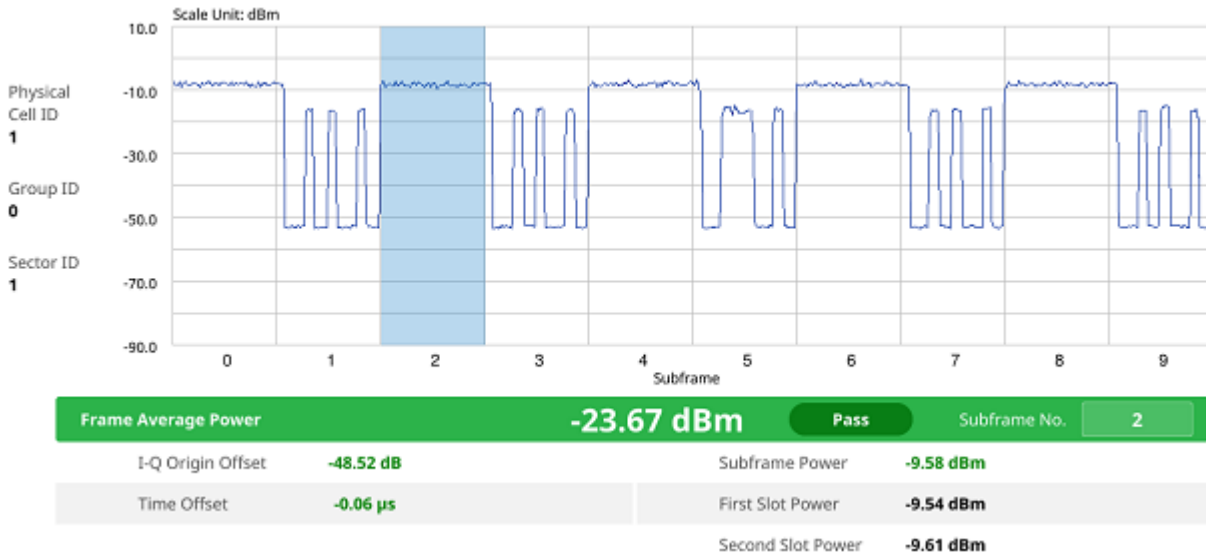 Scale Unit: dBm
10.0
-10.0
-30.0
-50.0
-70.0
-90.0
Physical
Cell ID
1
Group ID
0
Sector ID
1
0 1 2 3 4 5 6 7 8 9
Subframe
Frame Average Power -23.67 dBm Pass Subframe No. 2
I-Q Origin Offset -48.52 dB Subframe Power -9.58 dBm
Time Offset -0.06 µs First Slot Power -9.54 dBm
Second Slot Power -9.61 dBm